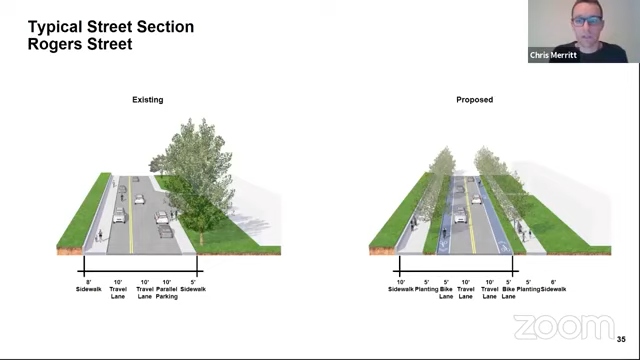 Typical Street Section
Rogers Street
Chris Merritt
Existing
Proposed
8' 10' 10' 10' 5'
Sidewalk Travel Travel Parallel Sidewalk
Lane Lane Parking
10' 5' 5' 10' 10' 5' 5' 6'
Sidewalk Planting Bike Travel Travel Bike Planting Sidewalk
Lane Lane Lane Lane
zoom
35